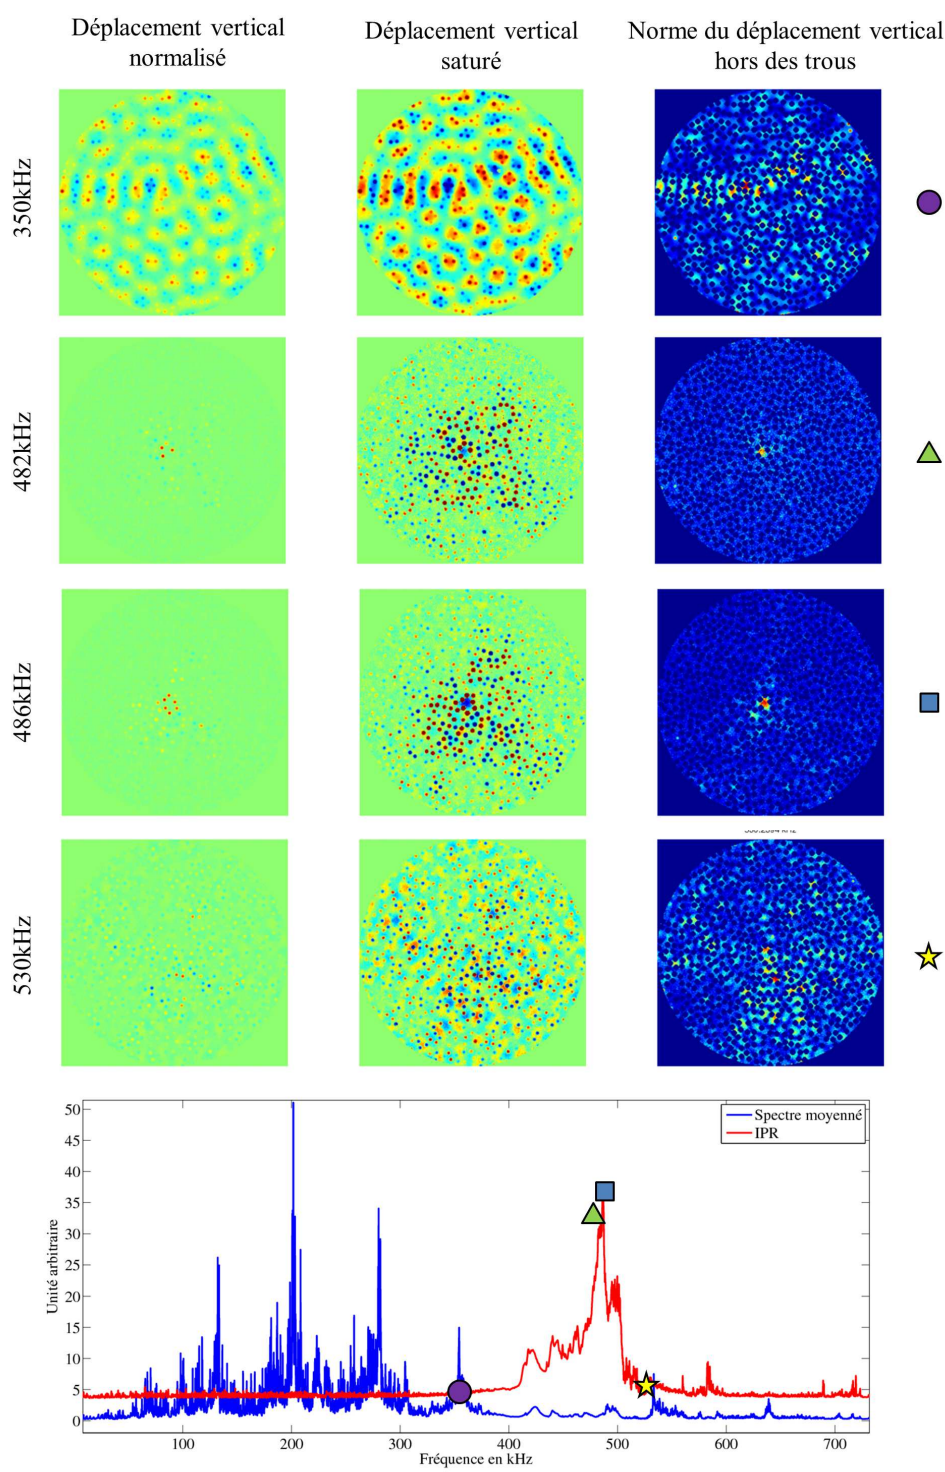 Déplacement vertical
normalisé
Déplacement vertical
saturé
Norme du déplacement vertical
hors des trous
350kHz
482kHz
486kHz
530kHz
50
45
40
35
30
25
20
15
10
5
0
Unité arbitraire
Spectre moyenné
IPR
100 200 300 400 500 600 700
Fréquence en kHz